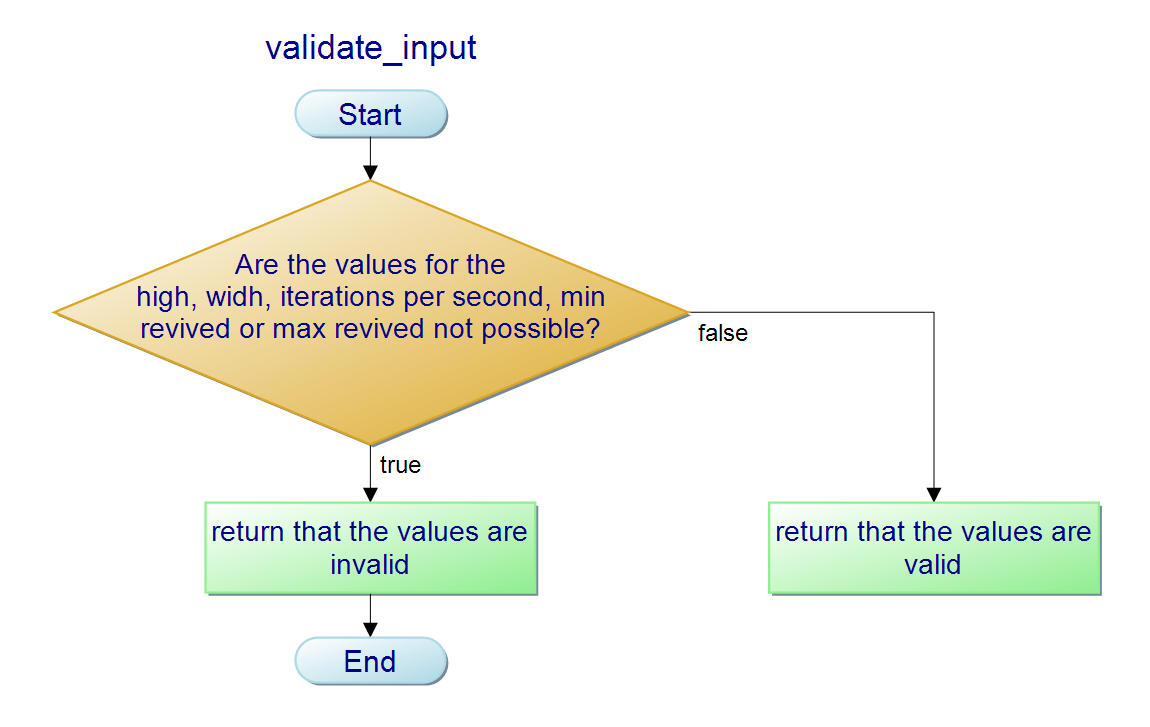 validate_input
Start
Are the values for the
high, widh, iterations per second, min
revived or max revived not possible?
false
true
return that the values are
invalid
return that the values are
valid
End